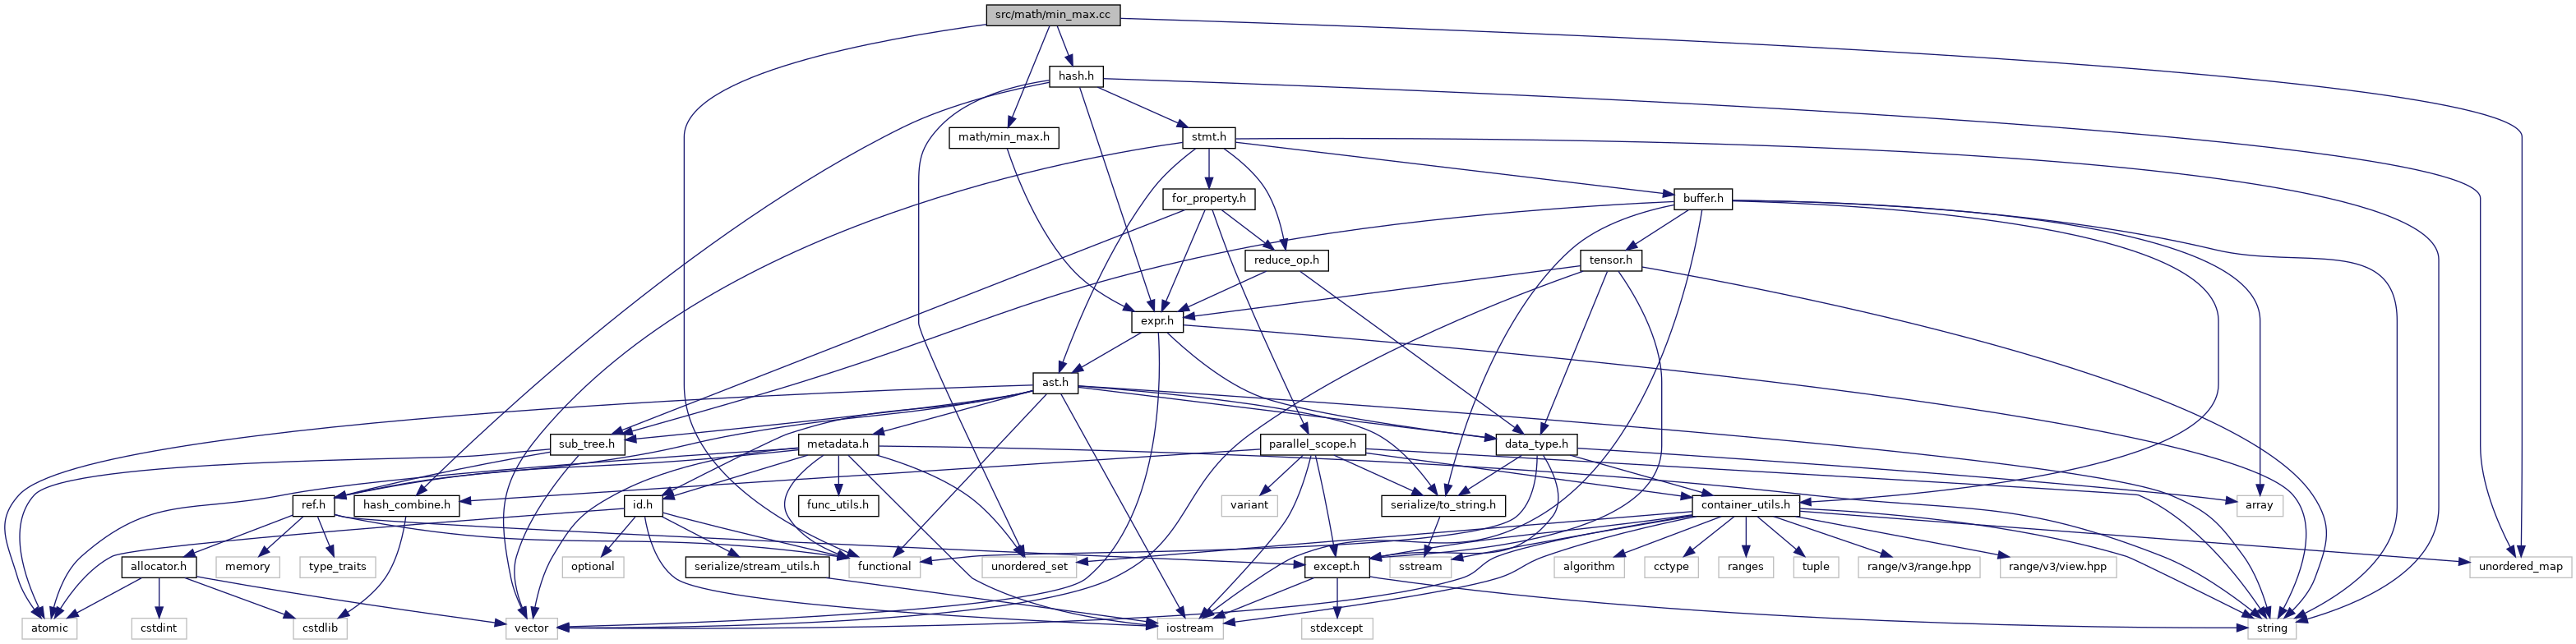 src/math/min_max.cc
hash.h
math/min_max.h
stmt.h
for_property.h
buffer.h
reduce_op.h
tensor.h
expr.h
ast.h
sub_tree.h
metadata.h
parallel_scope.h
data_type.h
ref.h
hash_combine.h
id.h
func_utils.h
variant
serialize/to_string.h
container_utils.h
array
allocator.h
memory
type_traits
optional
serialize/stream_utils.h
functional
unordered_set
except.h
sstream
algorithm
cctype
ranges
tuple
range/v3/range.hpp
range/v3/view.hpp
unordered_map
atomic
cstdint
cstdlib
vector
iostream
stdexcept
string